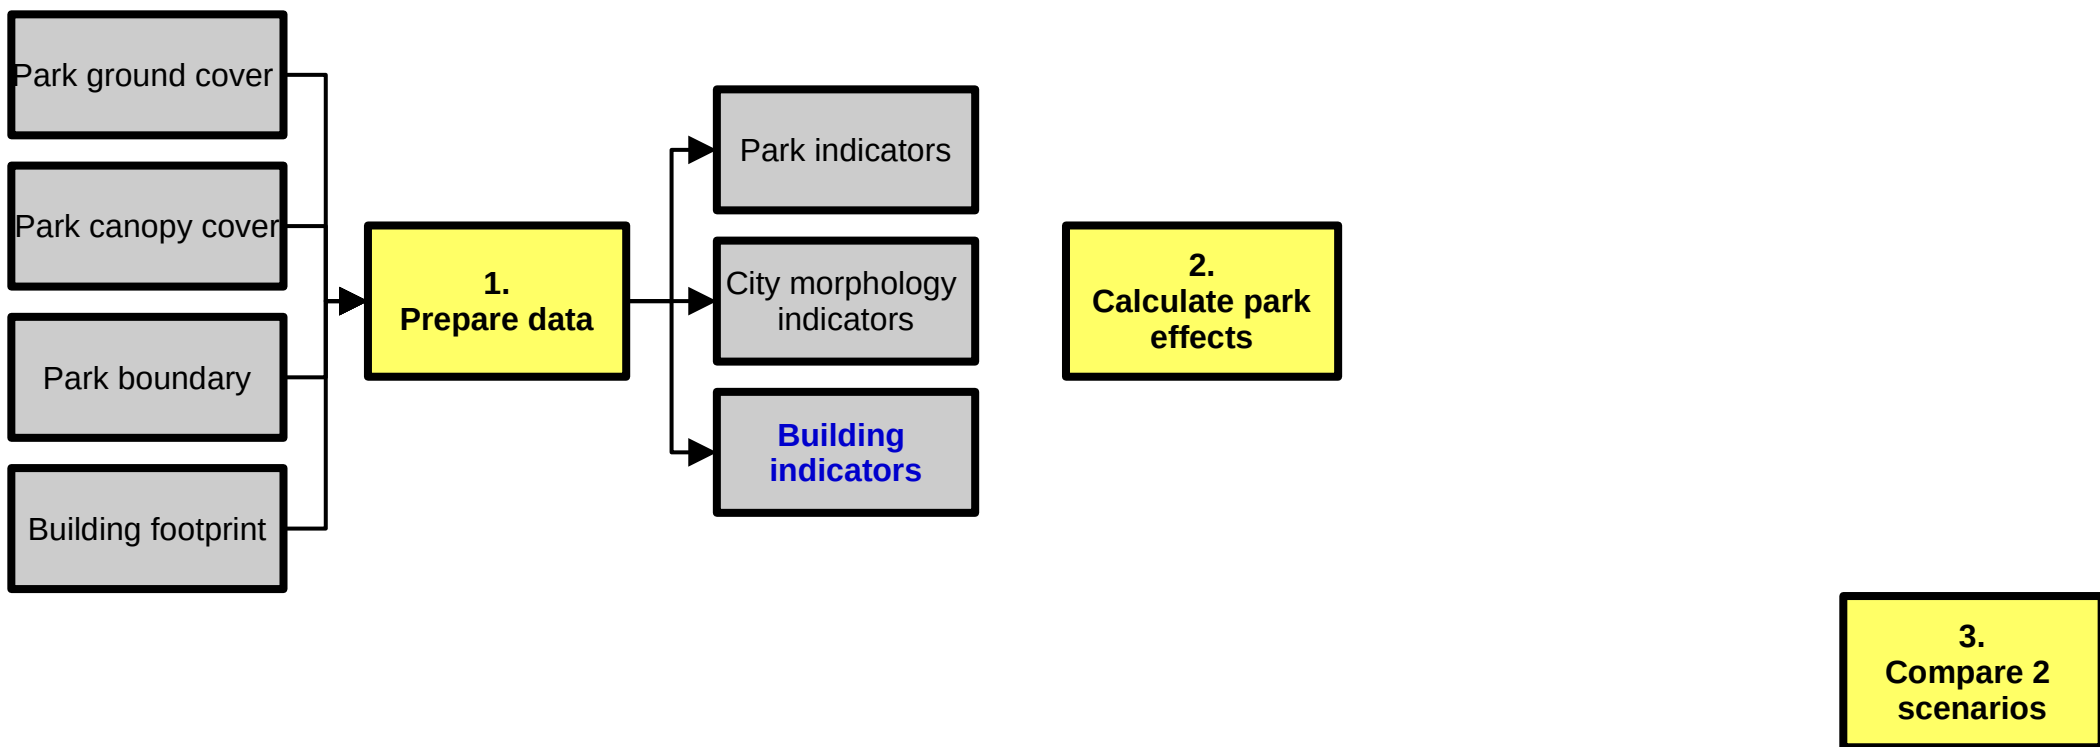 Park ground cover
Park canopy cover
Park boundary
Building footprint
1.
Prepare data
Park indicators
City morphology
indicators
Building
indicators
2.
Calculate park
effects
3.
Compare 2
scenarios